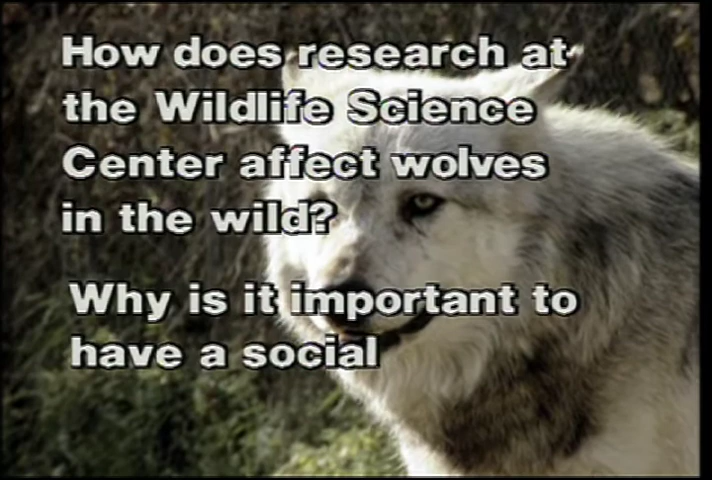 How does research at
the Wildlife Science
Center affect wolves
in the wild?
Why is it important to
have a social